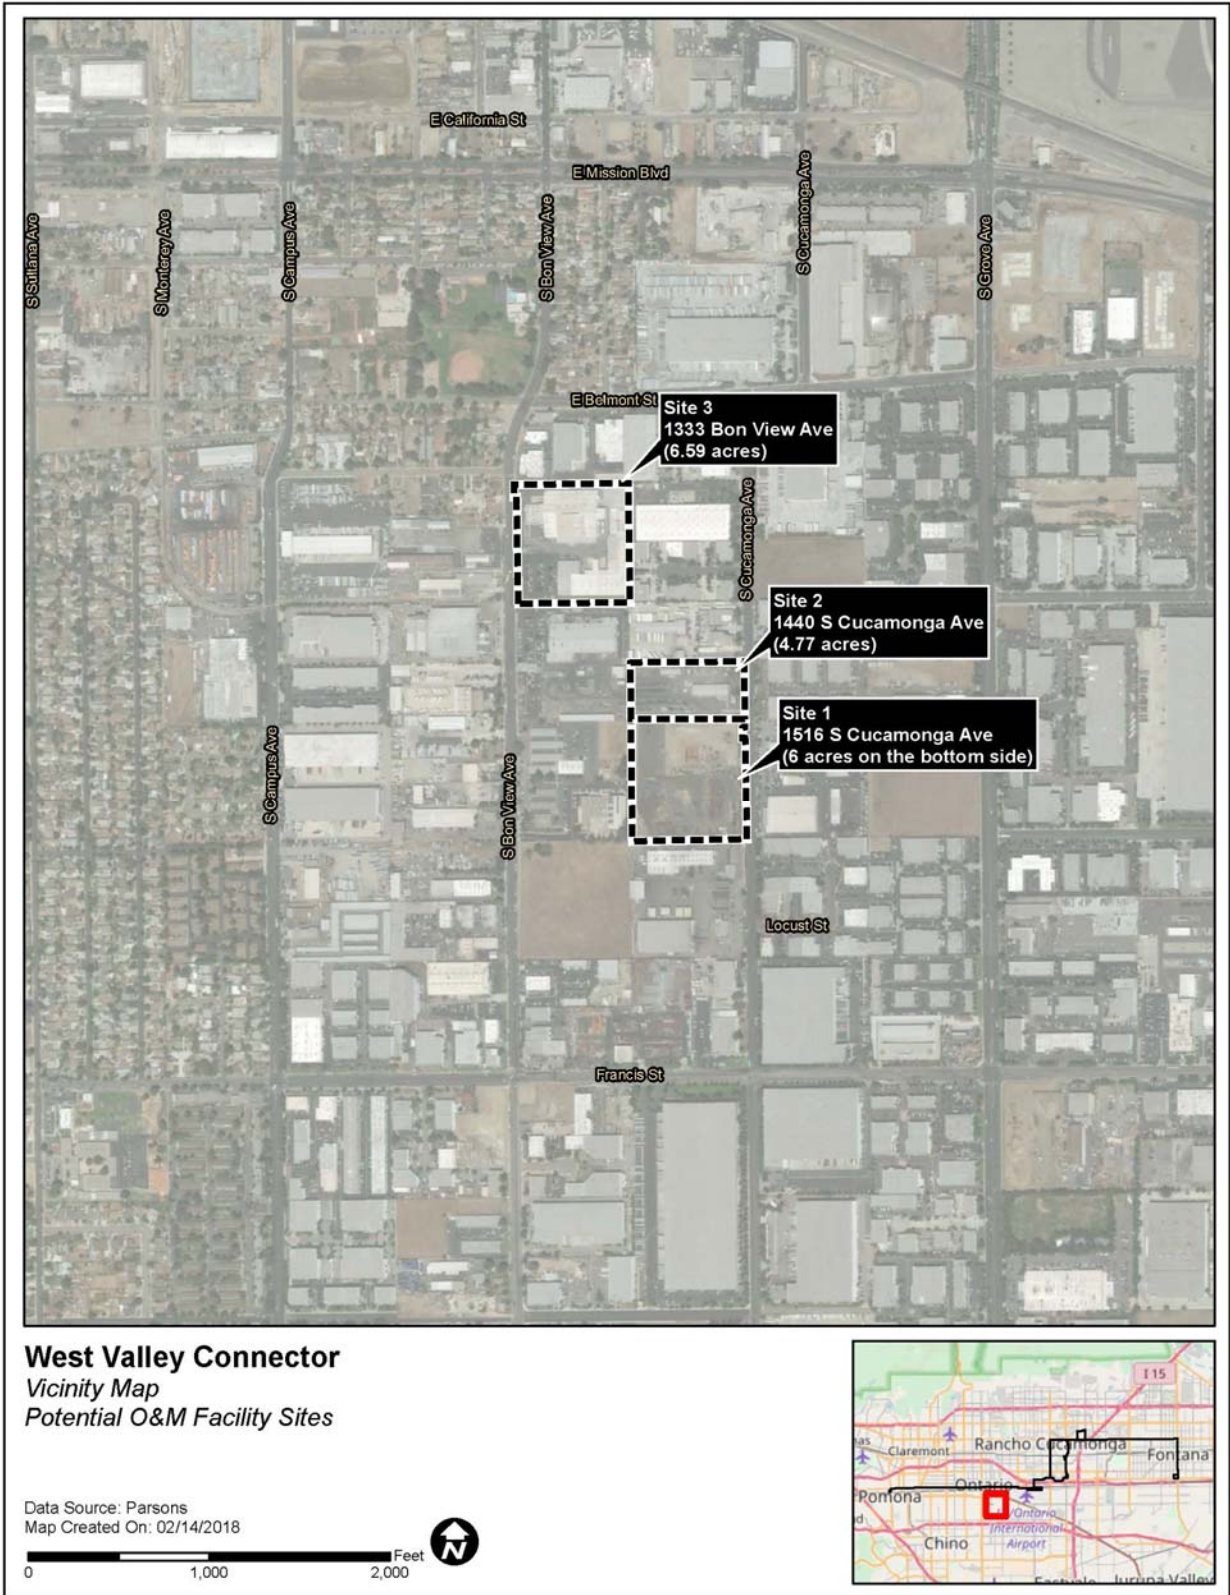 E California St
E Mission Blvd
S Cucamonga Ave
S Bon View Ave
S Campus Ave
S Monterey Ave
S Sultana Ave
S Grove Ave
E Belmont St
Site 3
1333 Bon View Ave
(6.59 acres)
S Cucamonga Ave
Site 2
1440 S Cucamonga Ave
(4.77 acres)
Site 1
1516 S Cucamonga Ave
(6 acres on the bottom side)
S Campus Ave
S Bon View Ave
Locust St
Francis St
West Valley Connector
Vicinity Map
Potential O&M Facility Sites
Data Source: Parsons
Map Created On: 02/14/2018
Feet
0
1,000
2,000
N
I 15
Claremont
Rancho Cucamonga
Fontana
Pomona
Ontario
/Ontario
International
Airport
Chino
Jurupa Valley